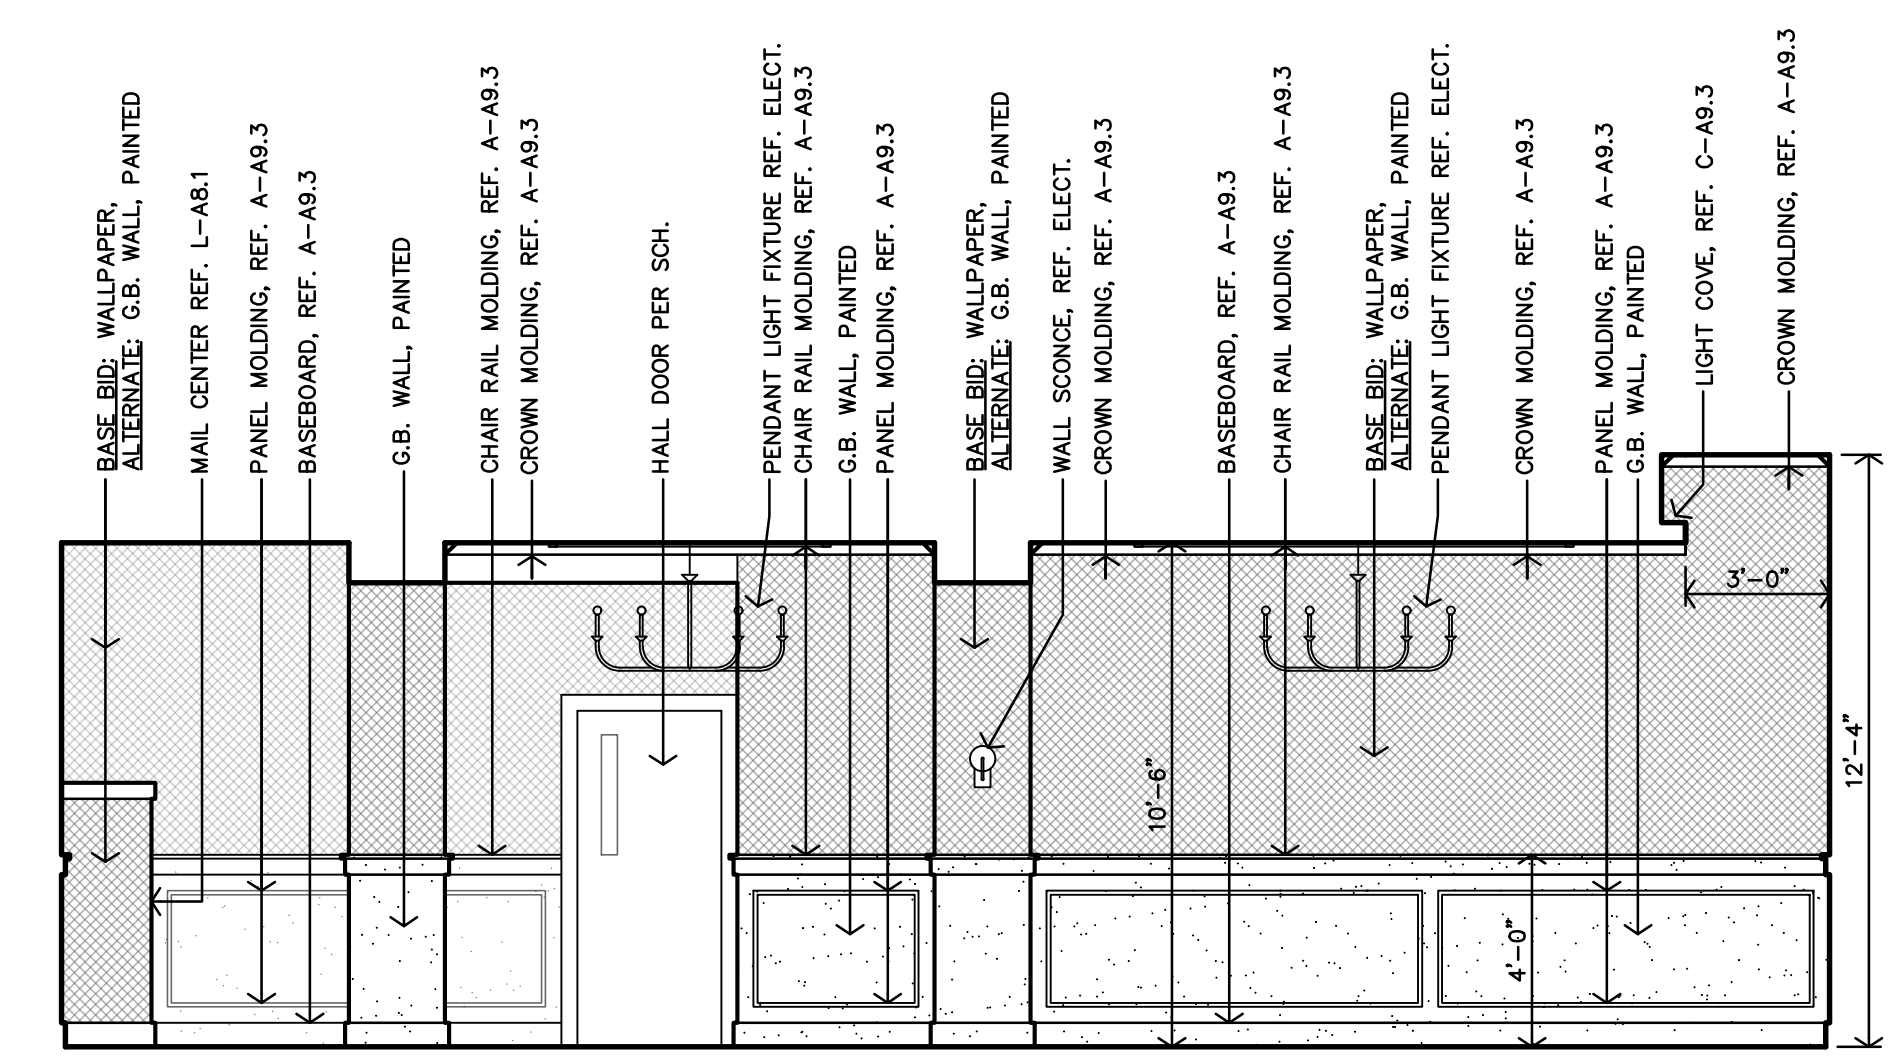 BASE BID: WALLPAPER,
ALTERNATE: G.B. WALL, PAINTED
MAIL CENTER REF. L-A8.1
PANEL MOLDING, REF. A-A9.3
BASEBOARD, REF. A-A9.3
G.B. WALL, PAINTED
CHAIR RAIL MOLDING, REF. A-A9.3
CROWN MOLDING, REF. A-A9.3
HALL DOOR PER SCH.
PENDANT LIGHT FIXTURE REF. ELECT.
CHAIR RAIL MOLDING, REF. A-A9.3
G.B. WALL, PAINTED
PANEL MOLDING, REF. A-A9.3
BASE BID: WALLPAPER,
ALTERNATE: G.B. WALL, PAINTED
WALL SCONCE, REF. ELECT.
CROWN MOLDING, REF. A-A9.3
BASEBOARD, REF. A-A9.3
CHAIR RAIL MOLDING, REF. A-A9.3
BASE BID: WALLPAPER,
ALTERNATE: G.B. WALL, PAINTED
PENDANT LIGHT FIXTURE REF. ELECT.
CROWN MOLDING, REF. A-A9.3
PANEL MOLDING, REF. A-A9.3
G.B. WALL, PAINTED
LIGHT COVE, REF. C-A9.3
CROWN MOLDING, REF. A-A9.3
3'-0"
10'-6"
4'-0"
12'-4"